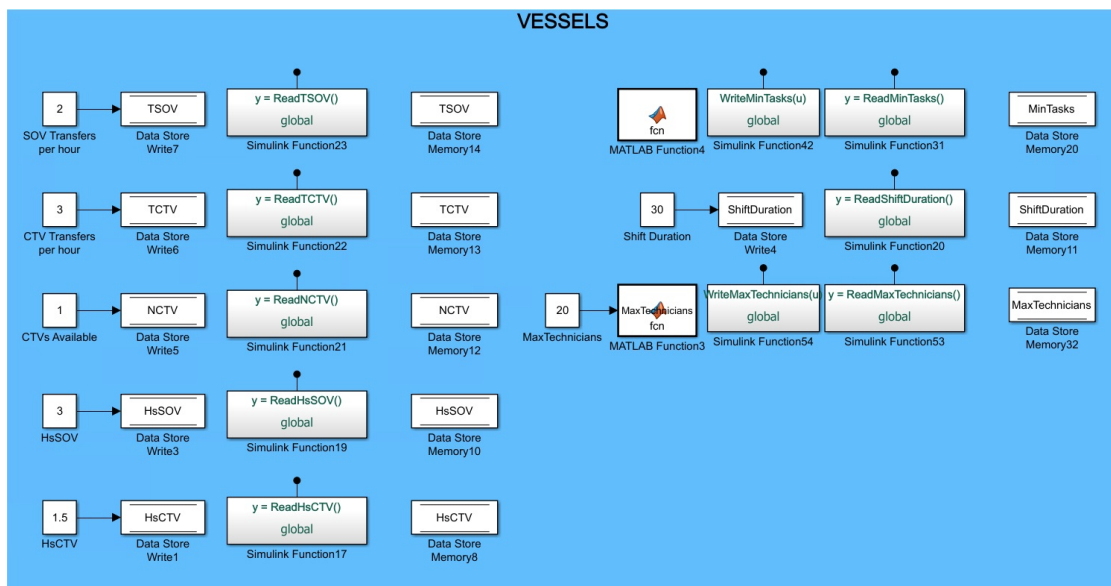 VESSELS
2
SOV Transfers
per hour
TSOV
Data Store
Write7
y = ReadTSOV()
global
Simulink Function23
TSOV
Data Store
Memory14
3
CTV Transfers
per hour
TCTV
Data Store
Write6
y = ReadTCTV()
global
Simulink Function22
TCTV
Data Store
Memory13
1
CTVs Available
NCTV
Data Store
Write5
y = ReadNCTV()
global
Simulink Function21
NCTV
Data Store
Memory12
3
HsSOV
HsSOV
Data Store
Write3
y = ReadHsSOV()
global
Simulink Function19
HsSOV
Data Store
Memory10
1.5
HsCTV
HsCTV
Data Store
Write1
y = ReadHsCTV()
global
Simulink Function17
HsCTV
Data Store
Memory8
fcn
MATLAB Function4
WriteMinTasks(u)
global
Simulink Function42
y = ReadMinTasks()
global
Simulink Function31
MinTasks
Data Store
Memory20
30
Shift Duration
ShiftDuration
Data Store
Write4
y = ReadShiftDuration()
global
Simulink Function20
ShiftDuration
Data Store
Memory11
20
MaxTechnicians
MaxTechnicians
fcn
MATLAB Function3
WriteMaxTechnicians(u)
global
Simulink Function54
y = ReadMaxTechnicians()
global
Simulink Function53
MaxTechnicians
Data Store
Memory32